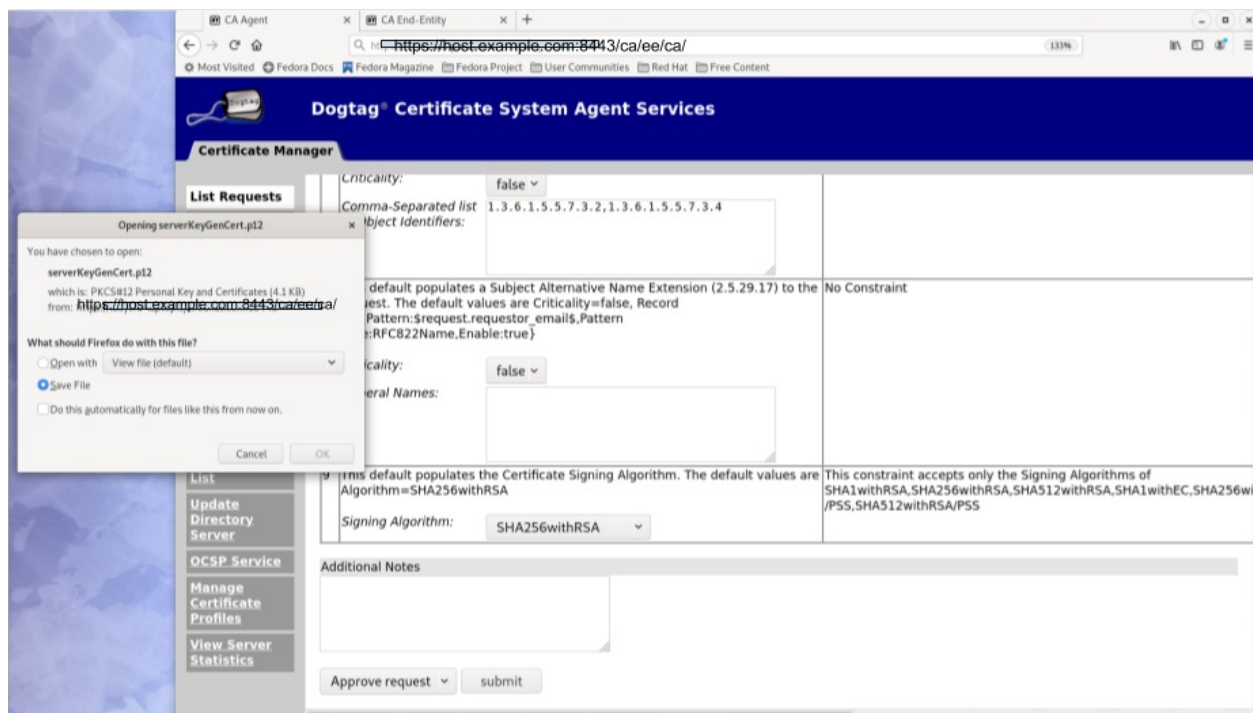 CA Agent
CA End-Entity
https://host.example.com:8443/ca/ee/ca/
133%
Most Visited Fedora Docs Fedora Magazine Fedora Project User Communities Red Hat Free Content
Dogtag® Certificate System Agent Services
Certificate Manager
List Requests
Criticality:
false
Comma-Separated list
bject Identifiers:
1.3.6.1.5.5.7.3.2,1.3.6.1.5.5.7.3.4
default populates a Subject Alternative Name Extension (2.5.29.17) to the
est. The default values are Criticality=false, Record
Pattern:$request.requestor_email$,Pattern
e:RFC822Name,Enable:true}
No Constraint
icality:
false
eral Names:
Opening serverKeyGenCert.p12
You have chosen to open:
serverKeyGenCert.p12
which is: PKCS#12 Personal Key and Certificates (4.1 KB)
from: https://host.example.com:8443/ca/ee/ca/
What should Firefox do with this file?
Open with View file (default)
Save File
Do this automatically for files like this from now on.
Cancel OK
9 This default populates the Certificate Signing Algorithm. The default values are
Algorithm=SHA256withRSA
Signing Algorithm:
SHA256withRSA
This constraint accepts only the Signing Algorithms of
SHA1withRSA,SHA256withRSA,SHA512withRSA,SHA1withEC,SHA256wi
/PSS,SHA512withRSA/PSS
List
Update
Directory
Server
OCSP Service
Manage
Certificate
Profiles
View Server
Statistics
Additional Notes
Approve request submit